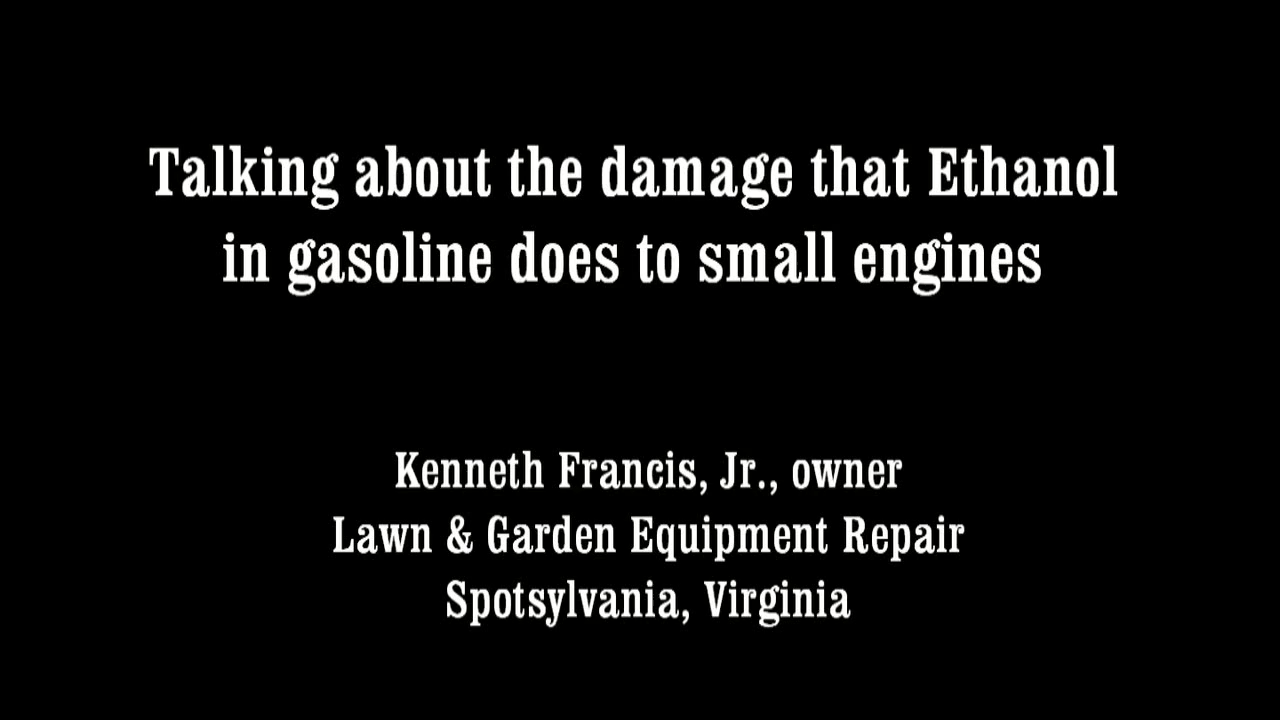 Talking about the damage that Ethanol
in gasoline does to small engines
Kenneth Francis, Jr., owner
Lawn & Garden Equipment Repair
Spotsylvania, Virginia